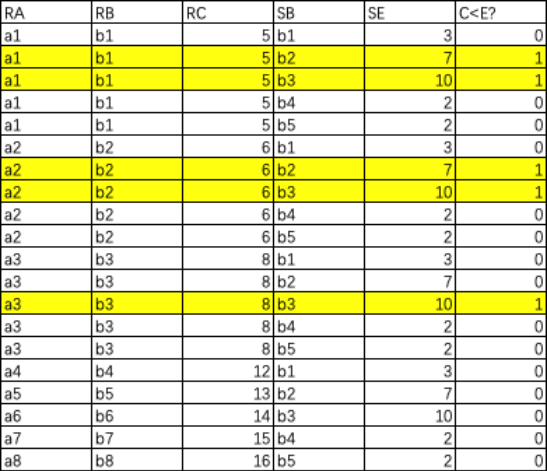 RA RB RC SB SE C<E?
a1 b1 5 b1 3 0
a1 b1 5 b2 7 1
a1 b1 5 b3 10 1
a1 b1 5 b4 2 0
a1 b1 5 b5 2 0
a2 b2 6 b1 3 0
a2 b2 6 b2 7 1
a2 b2 6 b3 10 1
a2 b2 6 b4 2 0
a2 b2 6 b5 2 0
a3 b3 8 b1 3 0
a3 b3 8 b2 7 0
a3 b3 8 b3 10 1
a3 b3 8 b4 2 0
a3 b3 8 b5 2 0
a4 b4 12 b1 3 0
a5 b5 13 b2 7 0
a6 b6 14 b3 10 0
a7 b7 15 b4 2 0
a8 b8 16 b5 2 0